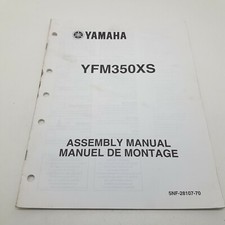 YAMAHA
YFM350XS
ASSEMBLY MANUAL
MANUEL DE MONTAGE
5NF-28107-70